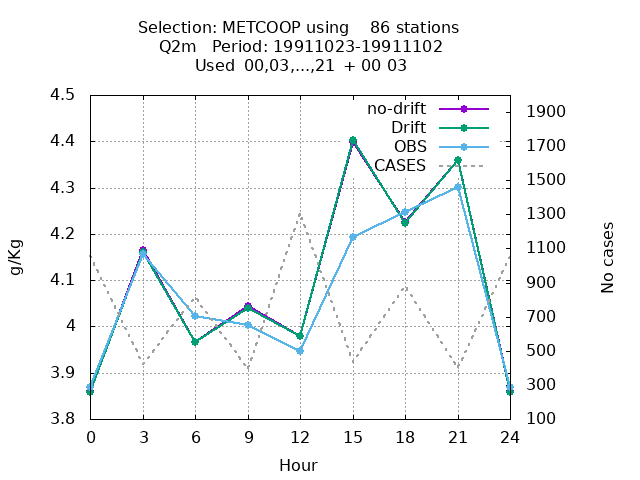 Selection: METCOOP using    86 stations
Q2m   Period: 19911023-19911102
Used  00,03,...,21  + 00 03
no-drift
Drift
OBS
CASES
4.5
4.4
4.3
4.2
4.1
4
3.9
3.8
1900
1700
1500
1300
1100
900
700
500
300
100
g/Kg
No cases
0 3 6 9 12 15 18 21 24
Hour